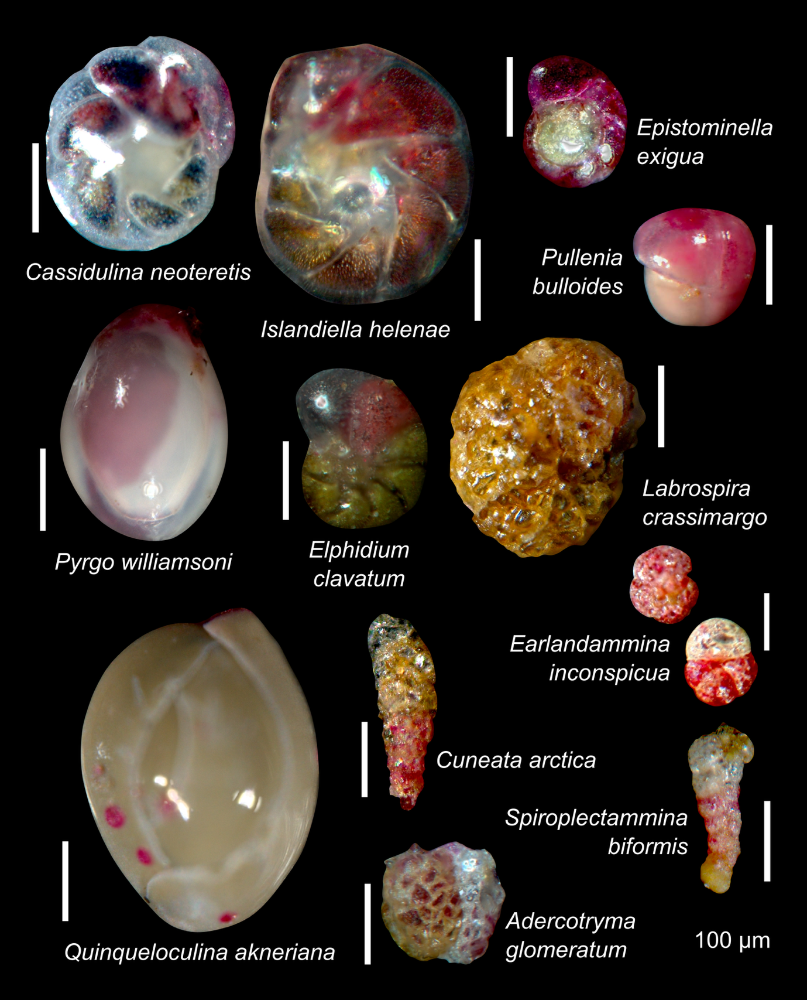 Epistominella
exigua
Cassidulina neoteretis
Pullenia
bulloides
Islandiella helenae
Labrospira
crassimargo
Pyrgo williamsoni
Elphidium
clavatum
Earlandammina
inconspicua
Cuneata arctica
Spiroplectammina
biformis
Adercotryma
glomeratum
Quinqueloculina akneriana
100 µm